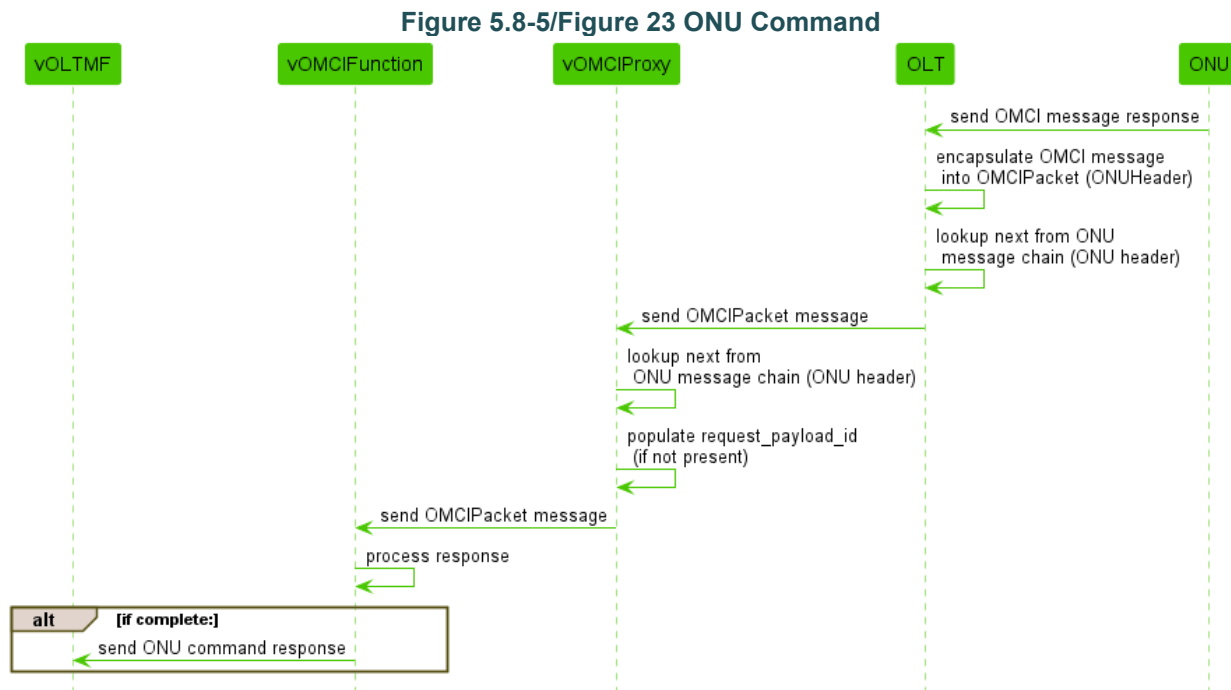 Figure 5.8-5/Figure 23 ONU Command
vOLTMF
vOMCIFunction
vOMCIProxy
OLT
ONU
send OMCI message response
encapsulate OMCI message
into OMCIPacket (ONUHeader)
lookup next from ONU
message chain (ONU header)
send OMCIPacket message
lookup next from
ONU message chain (ONU header)
populate request_payload_id
(if not present)
send OMCIPacket message
process response
alt
[if complete:]
send ONU command response